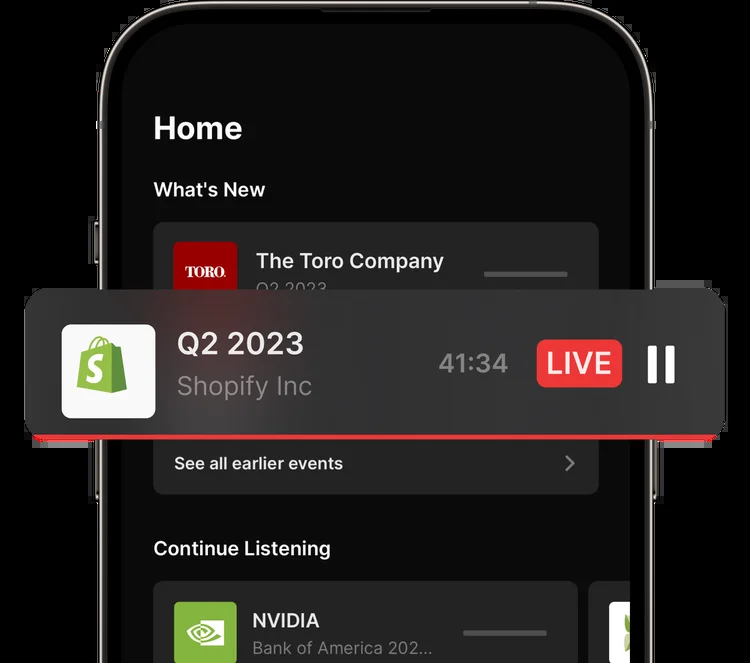 Home
What's New
TORO.
The Toro Company
Q2 2023
Q2 2023
Shopify Inc
41:34
LIVE
See all earlier events
Continue Listening
NVIDIA
Bank of America 202...